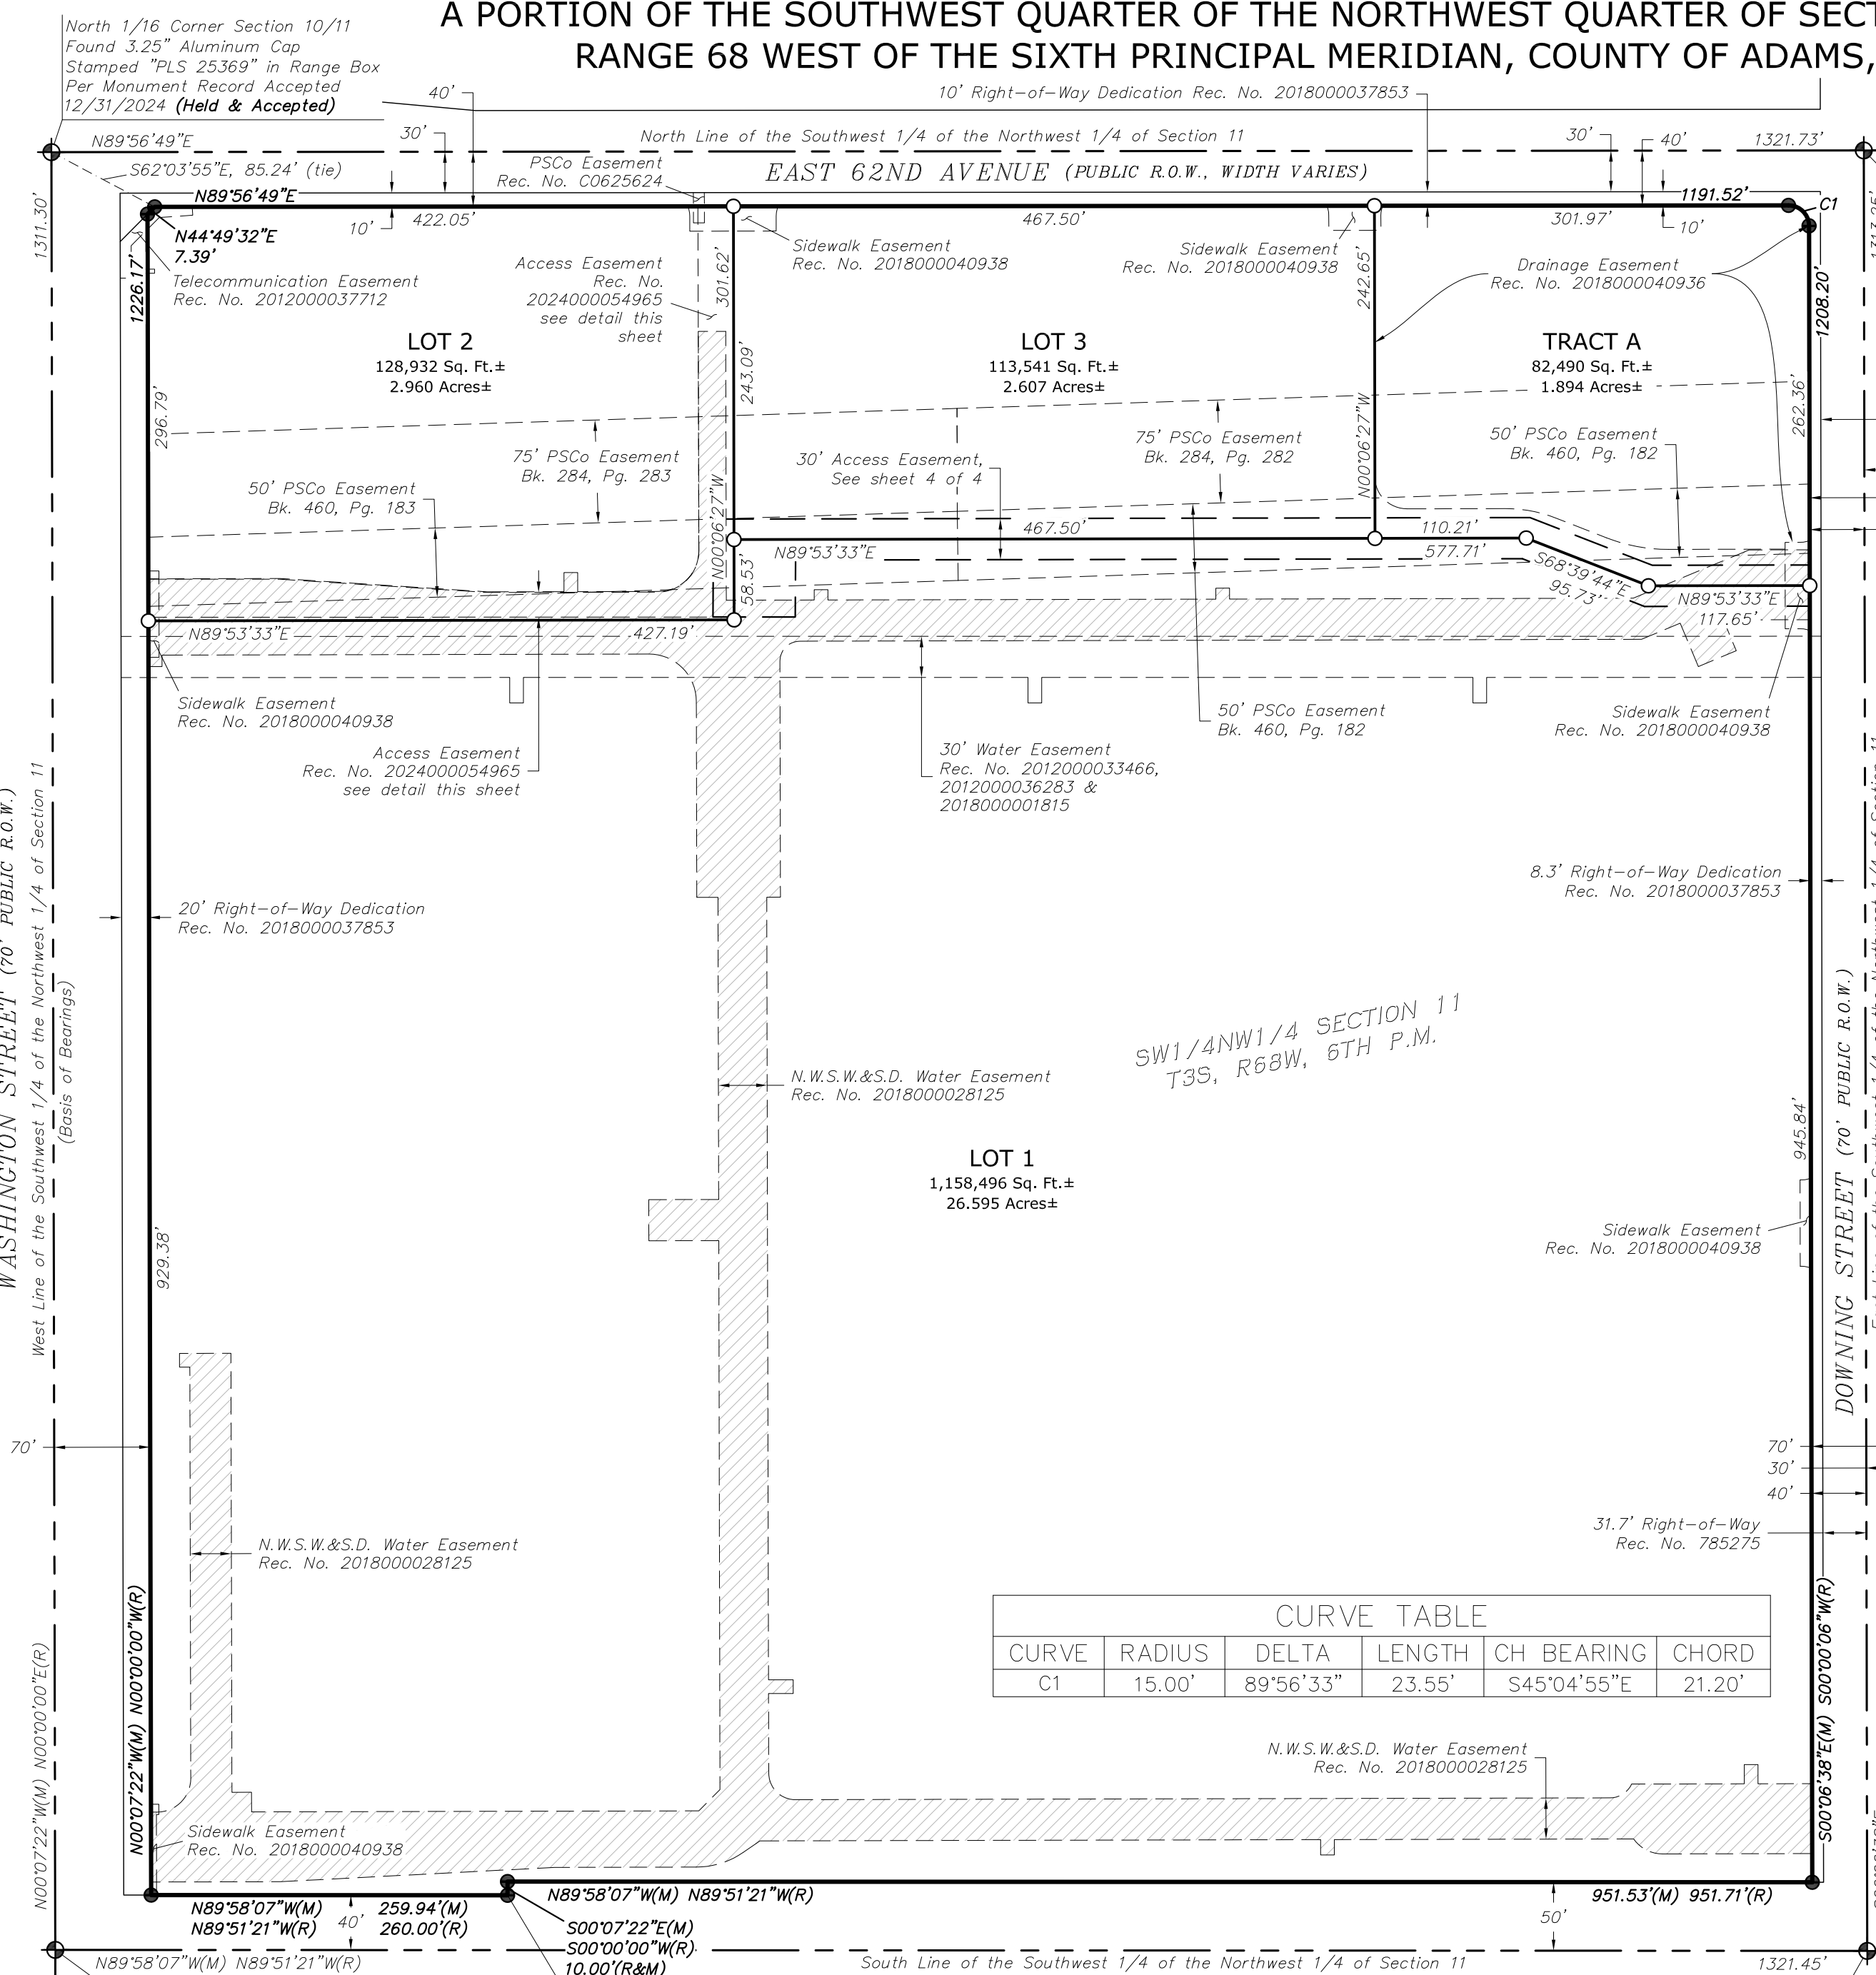 A PORTION OF THE SOUTHWEST QUARTER OF THE NORTHWEST QUARTER OF SECT
RANGE 68 WEST OF THE SIXTH PRINCIPAL MERIDIAN, COUNTY OF ADAMS,
North 1/16 Corner Section 10/11
Found 3.25" Aluminum Cap
Stamped "PLS 25369" in Range Box
Per Monument Record Accepted
12/31/2024 (Held & Accepted)
40'
10' Right-of-Way Dedication Rec. No. 2018000037853
N89°56'49"E
30'
North Line of the Southwest 1/4 of the Northwest 1/4 of Section 11
30'
40'
1321.73'
S62°03'55"E, 85.24' (tie)
PSCo Easement
Rec. No. C0625624
EAST 62ND AVENUE (PUBLIC R.O.W., WIDTH VARIES)
N89°56'49"E
1191.52'
C1
10'
422.05'
467.50'
301.97'
10'
1311.30'
1313.25'
N44°49'32"E
7.39'
1226.17'
Telecommunication Easement
Rec. No. 2012000037712
Access Easement
Rec. No.
2024000054965
see detail this
sheet
301.62'
Sidewalk Easement
Rec. No. 2018000040938
Sidewalk Easement
Rec. No. 2018000040938
242.65'
Drainage Easement
Rec. No. 2018000040936
1208.20'
LOT 2
128,932 Sq. Ft.±
2.960 Acres±
LOT 3
113,541 Sq. Ft.±
2.607 Acres±
TRACT A
82,490 Sq. Ft.±
1.894 Acres±
296.79'
243.09'
262.36'
75' PSCo Easement
Bk. 284, Pg. 283
50' PSCo Easement
Bk. 460, Pg. 183
30' Access Easement,
See sheet 4 of 4
75' PSCo Easement
Bk. 284, Pg. 282
50' PSCo Easement
Bk. 460, Pg. 182
N00°06'27"W
N00°06'27"W
467.50'
110.21'
N89°53'33"E
577.71'
S68°39'44"E
95.73'
58.53'
N89°53'33"E
117.65'
N89°53'33"E
427.19'
Sidewalk Easement
Rec. No. 2018000040938
Access Easement
Rec. No. 2024000054965
see detail this sheet
30' Water Easement
Rec. No. 2012000033466,
2012000036283 &
2018000001815
50' PSCo Easement
Bk. 460, Pg. 182
Sidewalk Easement
Rec. No. 2018000040938
WASHINGTON STREET (70' PUBLIC R.O.W.)
West Line of the Southwest 1/4 of the Northwest 1/4 of Section 11
(Basis of Bearings)
20' Right-of-Way Dedication
Rec. No. 2018000037853
8.3' Right-of-Way Dedication
Rec. No. 2018000037853
SW1/4NW1/4 SECTION 11
T3S, R68W, 6TH P.M.
N.W.S.W.&S.D. Water Easement
Rec. No. 2018000028125
945.84'
DOWNING STREET (70' PUBLIC R.O.W.)
LOT 1
1,158,496 Sq. Ft.±
26.595 Acres±
929.38'
Sidewalk Easement
Rec. No. 2018000040938
70'
70'
30'
40'
31.7' Right-of-Way
Rec. No. 785275
N.W.S.W.&S.D. Water Easement
Rec. No. 2018000028125
N00°07'22"W(M) N00°00'00"E(R)
N00°07'22"W(M) N00°00'00"W(R)
S00°06'38"E(M) S00°00'06"W(R)
CURVE TABLE
CURVE RADIUS DELTA LENGTH CH BEARING CHORD
C1 15.00' 89°56'33" 23.55' S45°04'55"E 21.20'
N.W.S.W.&S.D. Water Easement
Rec. No. 2018000028125
Sidewalk Easement
Rec. No. 2018000040938
N89°58'07"W(M) 259.94'(M)
N89°51'21"W(R) 260.00'(R)
40'
N89°58'07"W(M) N89°51'21"W(R)
951.53'(M) 951.71'(R)
S00°07'22"E(M)
S00°00'00"W(R)
10.00'(R&M)
50'
N89°58'07"W(M) N89°51'21"W(R)
South Line of the Southwest 1/4 of the Northwest 1/4 of Section 11
1321.45'